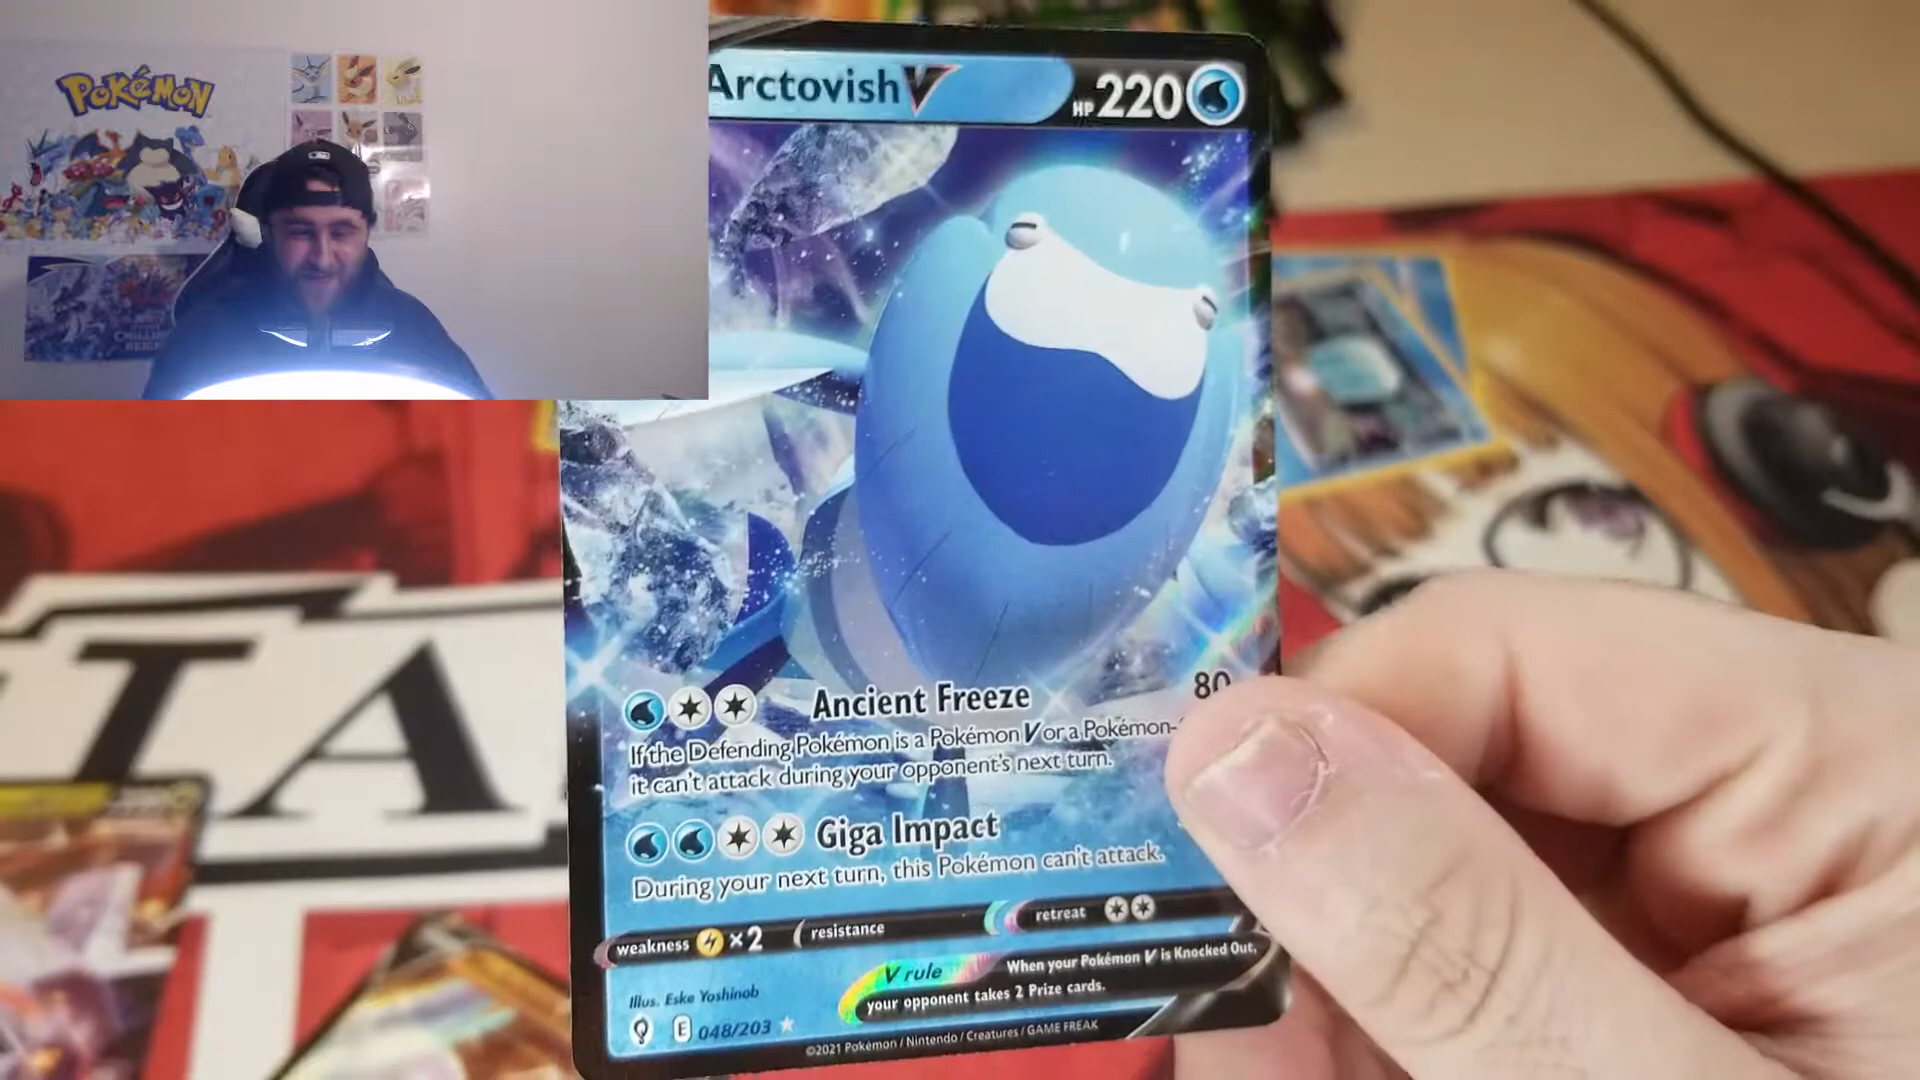 POKéMON
Arctovish V HP 220
Ancient Freeze 80
If the Defending Pokémon is a Pokémon V or a Pokémon-
it can't attack during your opponent's next turn.
Giga Impact
During your next turn, this Pokémon can't attack.
weakness ×2 resistance retreat
V rule When your Pokémon V is Knocked Out,
your opponent takes 2 Prize cards.
Illus. Eske Yoshinob
E 048/203
©2021 Pokémon / Nintendo / Creatures / GAME FREAK
IA